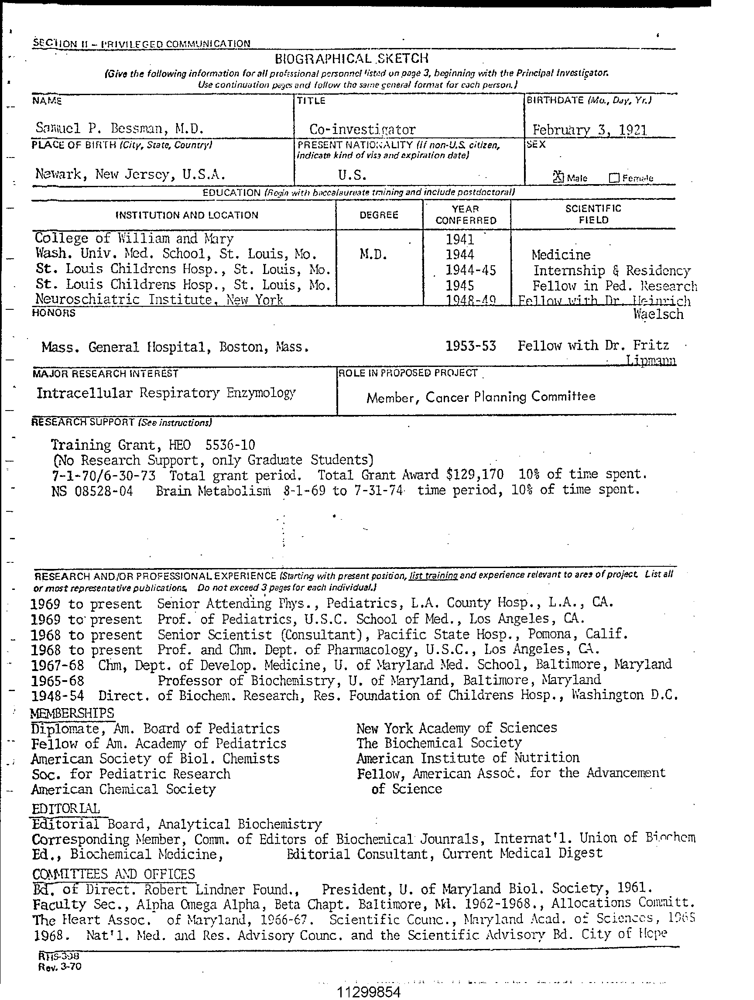 SECTION II - PRIVILEGED COMMUNICATION
BIOGRAPHICAL SKETCH
(Give the following information for all professional personnel listed on page 3, beginning with the Principal Investigator.
Use continuation pages and follow the same general format for each person.)
NAME TITLE BIRTHDATE (Mo., Day, Yr.)
Samuel P. Bessman, M.D. Co-investigator February 3, 1921
PLACE OF BIRTH (City, State, Country) PRESENT NATIONALITY (If non-U.S. citizen, SEX
indicate kind of visa and expiration date)
Newark, New Jersey, U.S.A. U.S. X Male Female
EDUCATION (Begin with baccalaureate training and include postdoctoral)
INSTITUTION AND LOCATION DEGREE YEAR CONFERRED SCIENTIFIC FIELD
College of William and Mary 1941
Wash. Univ. Med. School, St. Louis, Mo. M.D. 1944 Medicine
St. Louis Childrens Hosp., St. Louis, Mo. 1944-45 Internship & Residency
St. Louis Childrens Hosp., St. Louis, Mo. 1945 Fellow in Ped. Research
Neuroschiatric Institute, New York 1948-49 Fellow with Dr. Heinrich
HONORS Waelsch
Mass. General Hospital, Boston, Mass. 1953-53 Fellow with Dr. Fritz
Lipmann
MAJOR RESEARCH INTEREST ROLE IN PROPOSED PROJECT
Intracellular Respiratory Enzymology Member, Cancer Planning Committee
RESEARCH SUPPORT (See instructions)
Training Grant, HEO 5536-10
(No Research Support, only Graduate Students)
7-1-70/6-30-73 Total grant period. Total Grant Award $129,170 10% of time spent.
NS 08528-04 Brain Metabolism 8-1-69 to 7-31-74 time period, 10% of time spent.
RESEARCH AND/OR PROFESSIONAL EXPERIENCE (Starting with present position, list training and experience relevant to area of project. List all
or most representative publications. Do not exceed 3 pages for each individual.)
1969 to present Senior Attending Phys., Pediatrics, L.A. County Hosp., L.A., CA.
1969 to present Prof. of Pediatrics, U.S.C. School of Med., Los Angeles, CA.
1968 to present Senior Scientist (Consultant), Pacific State Hosp., Pomona, Calif.
1968 to present Prof. and Chm. Dept. of Pharmacology, U.S.C., Los Angeles, CA.
1967-68 Chm, Dept. of Develop. Medicine, U. of Maryland Med. School, Baltimore, Maryland
1965-68 Professor of Biochemistry, U. of Maryland, Baltimore, Maryland
1948-54 Direct. of Biochem. Research, Res. Foundation of Childrens Hosp., Washington D.C.
MEMBERSHIPS
Diplomate, Am. Board of Pediatrics New York Academy of Sciences
Fellow of Am. Academy of Pediatrics The Biochemical Society
American Society of Biol. Chemists American Institute of Nutrition
Soc. for Pediatric Research Fellow, American Assoc. for the Advancement
American Chemical Society of Science
EDITORIAL
Editorial Board, Analytical Biochemistry
Corresponding Member, Comm. of Editors of Biochemical Jounrals, Internat'l. Union of Biochem
Ed., Biochemical Medicine, Editorial Consultant, Current Medical Digest
COMMITTEES AND OFFICES
Bd. of Direct. Robert Lindner Found., President, U. of Maryland Biol. Society, 1961.
Faculty Sec., Alpha Omega Alpha, Beta Chapt. Baltimore, Md. 1962-1968., Allocations Committ.
The Heart Assoc. of Maryland, 1966-67. Scientific Counc., Maryland Acad. of Sciences, 1965
1968. Nat'l. Med. and Res. Advisory Counc. and the Scientific Advisory Bd. City of Hope
RHS-398
Rev. 3-70
11299854